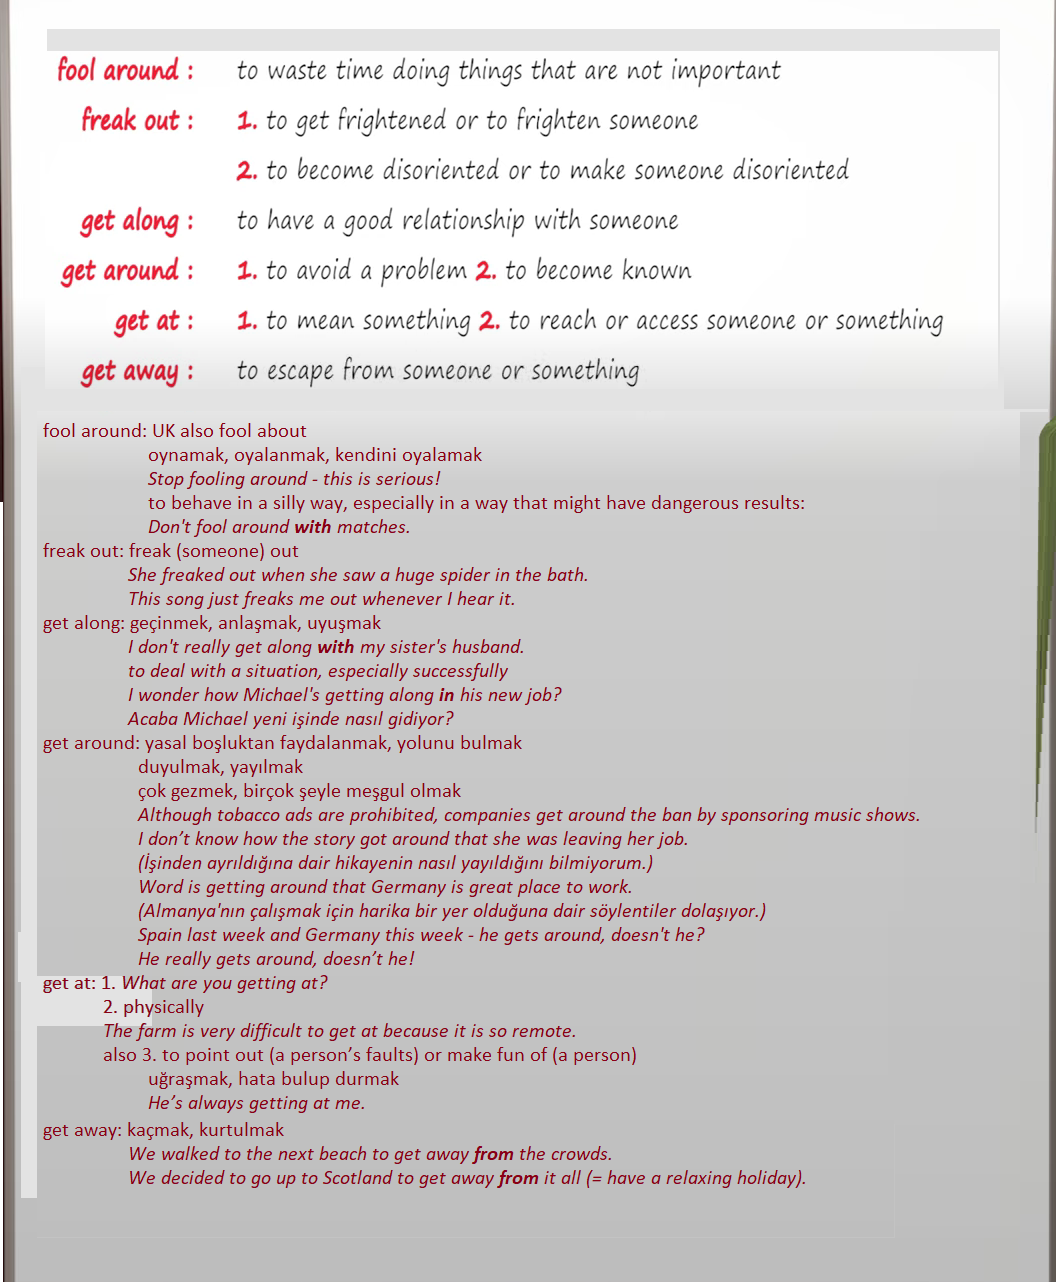 fool around : to waste time doing things that are not important
freak out : 1. to get frightened or to frighten someone
2. to become disoriented or to make someone disoriented
get along : to have a good relationship with someone
get around : 1. to avoid a problem 2. to become known
get at : 1. to mean something 2. to reach or access someone or something
get away : to escape from someone or something
fool around: UK also fool about
oynamak, oyalanmak, kendini oyalamak
Stop fooling around - this is serious!
to behave in a silly way, especially in a way that might have dangerous results:
Don't fool around with matches.
freak out: freak (someone) out
She freaked out when she saw a huge spider in the bath.
This song just freaks me out whenever I hear it.
get along: geçinmek, anlaşmak, uyuşmak
I don't really get along with my sister's husband.
to deal with a situation, especially successfully
I wonder how Michael's getting along in his new job?
Acaba Michael yeni işinde nasıl gidiyor?
get around: yasal boşluktan faydalanmak, yolunu bulmak
duyulmak, yayılmak
çok gezmek, birçok şeyle meşgul olmak
Although tobacco ads are prohibited, companies get around the ban by sponsoring music shows.
I don’t know how the story got around that she was leaving her job.
(İşinden ayrıldığına dair hikayenin nasıl yayıldığını bilmiyorum.)
Word is getting around that Germany is great place to work.
(Almanya'nın çalışmak için harika bir yer olduğuna dair söylentiler dolaşıyor.)
Spain last week and Germany this week - he gets around, doesn't he?
He really gets around, doesn’t he!
get at: 1. What are you getting at?
2. physically
The farm is very difficult to get at because it is so remote.
also 3. to point out (a person’s faults) or make fun of (a person)
uğraşmak, hata bulup durmak
He’s always getting at me.
get away: kaçmak, kurtulmak
We walked to the next beach to get away from the crowds.
We decided to go up to Scotland to get away from it all (= have a relaxing holiday).